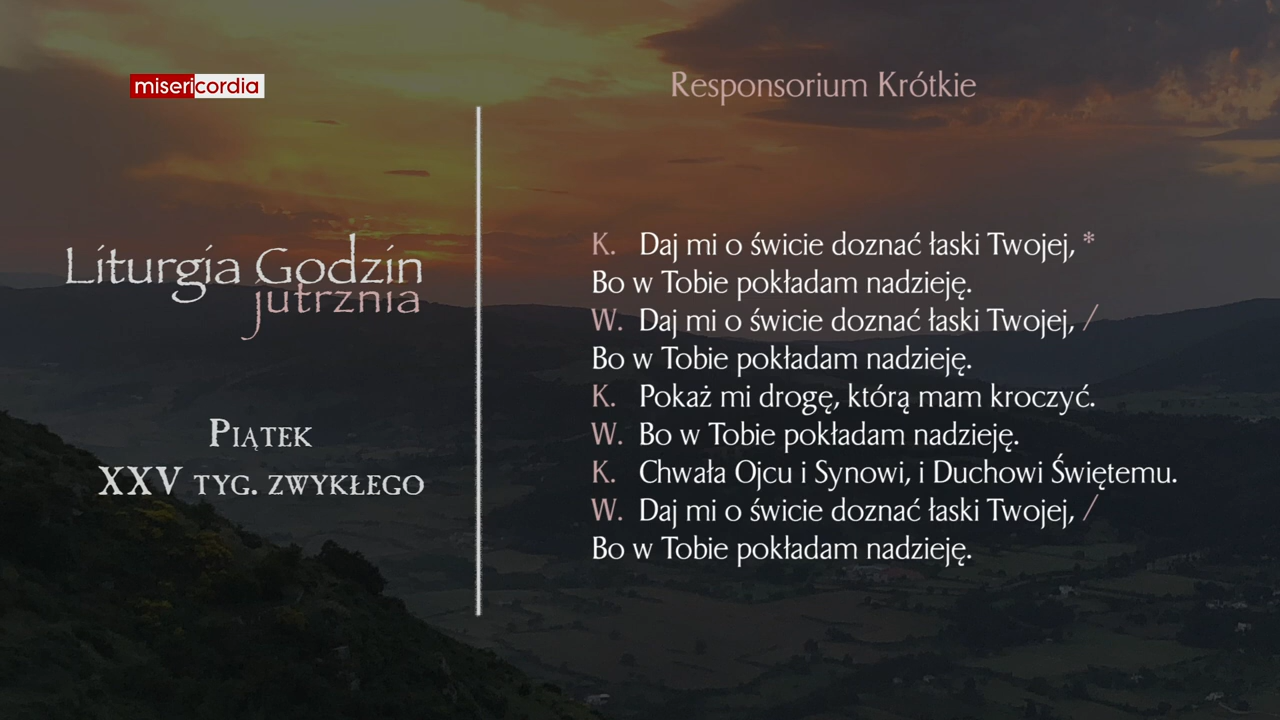 misericordia
Liturgia Godzin
jutrznia
Piątek
XXV tyg. zwykłego
Responsorium Krótkie
K. Daj mi o świcie doznać łaski Twojej, *
Bo w Tobie pokładam nadzieję.
W. Daj mi o świcie doznać łaski Twojej, /
Bo w Tobie pokładam nadzieję.
K. Pokaż mi drogę, którą mam kroczyć.
W. Bo w Tobie pokładam nadzieję.
K. Chwała Ojcu i Synowi, i Duchowi Świętemu.
W. Daj mi o świcie doznać łaski Twojej, /
Bo w Tobie pokładam nadzieję.